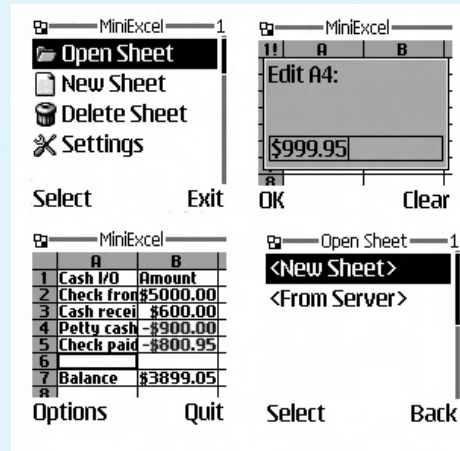 MiniExcel 1
Open Sheet
New Sheet
Delete Sheet
Settings
Select Exit
MiniExcel
1! A B
Edit A4:
$999.95
8
OK Clear
MiniExcel
A B
1 Cash I/O Amount
2 Check fron $5000.00
3 Cash recei $600.00
4 Petty cash -$900.00
5 Check paid -$800.95
6
7 Balance $3899.05
8
Options Quit
Open Sheet 1
<New Sheet>
<From Server>
Select Back